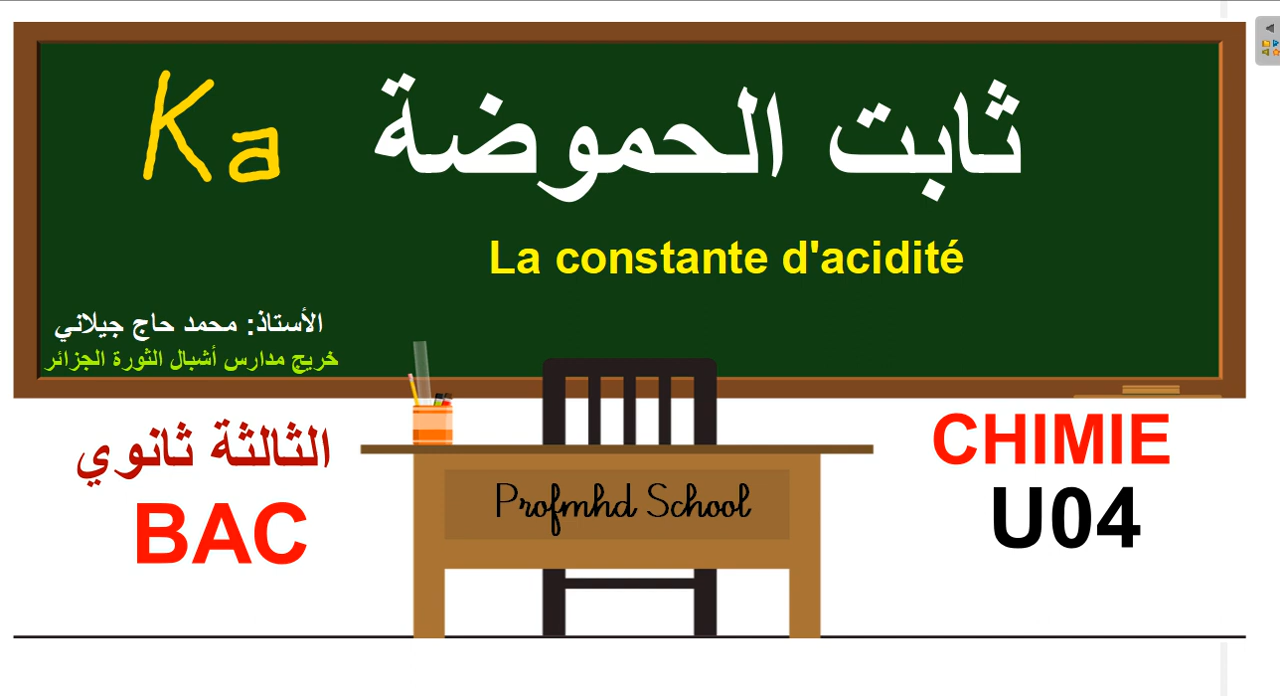 ثابت الحموضة Ka
La constante d'acidité
الأستاذ: محمد حاج جيلاني
خريج مدارس أشبال الثورة الجزائر
الثالثة ثانوي
BAC
Profmhd School
CHIMIE
U04